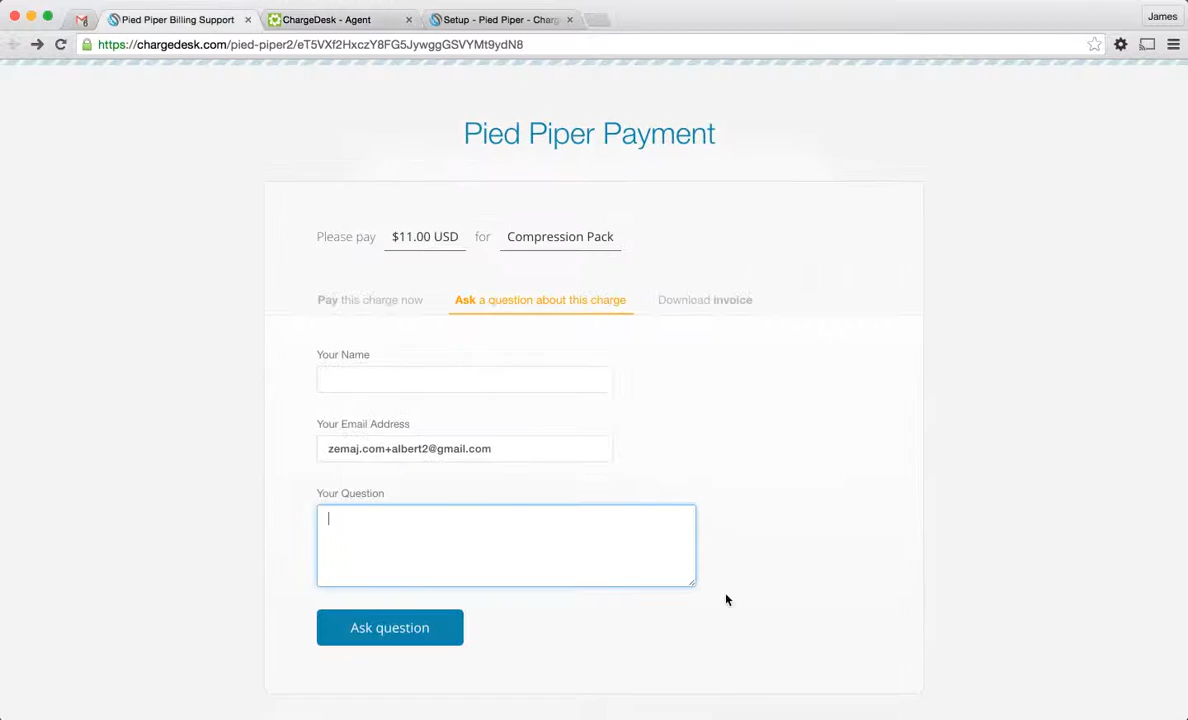 Pied Piper Billing Support
ChargeDesk - Agent
Setup - Pied Piper - Charg
James
https://chargedesk.com/pied-piper2/eT5VXf2HxczY8FG5JywggGSVYMt9ydN8
Pied Piper Payment
Please pay $11.00 USD for Compression Pack
Pay this charge now Ask a question about this charge Download invoice
Your Name
Your Email Address
zemaj.com+albert2@gmail.com
Your Question
Ask question